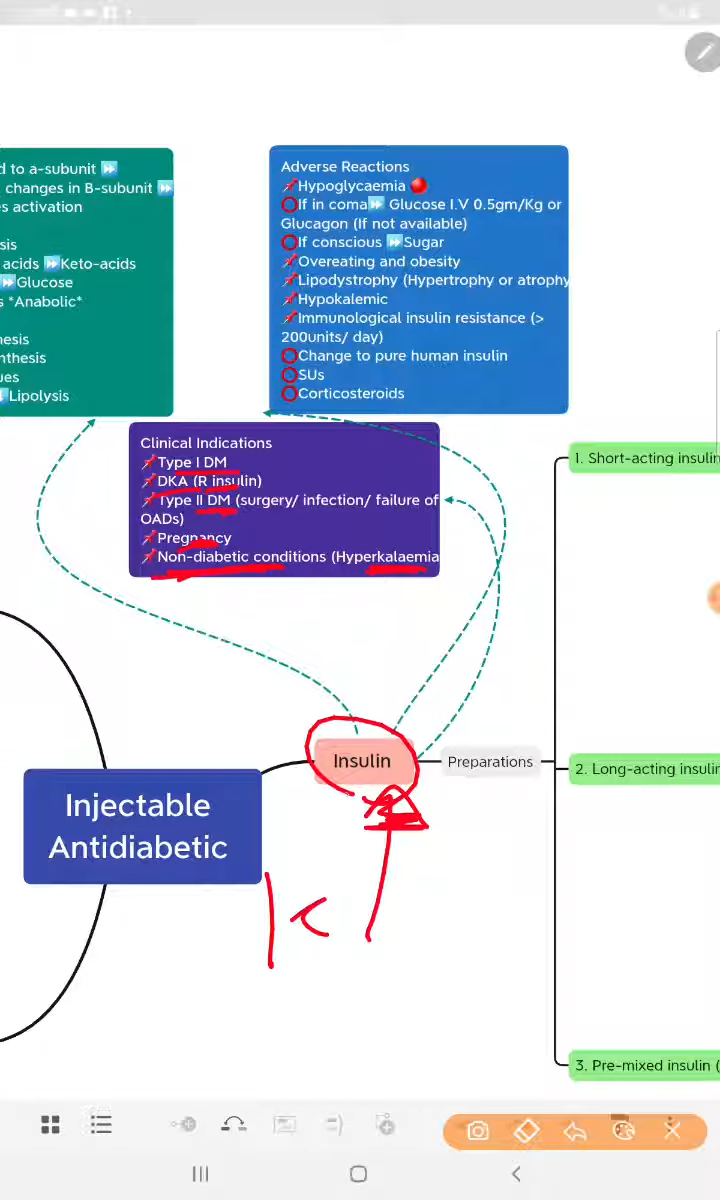 d to a-subunit ⏩
changes in B-subunit ⏩
s activation
sis
acids ⏩Keto-acids
⏩Glucose
s *Anabolic*
nesis
nthesis
ues
⬇Lipolysis
Adverse Reactions
📌Hypoglycaemia 🔴
⭕If in coma⏩ Glucose I.V 0.5gm/Kg or
Glucagon (If not available)
⭕If conscious ⏩Sugar
📌Overeating and obesity
📌Lipodystrophy (Hypertrophy or atrophy
📌Hypokalemic
📌Immunological insulin resistance (>
200units/ day)
⭕Change to pure human insulin
⭕SUs
⭕Corticosteroids
Clinical Indications
📌Type I DM
📌DKA (R insulin)
📌Type II DM (surgery/ infection/ failure of
OADs)
📌Pregnancy
📌Non-diabetic conditions (Hyperkalaemia
1. Short-acting insulin
Insulin
Preparations
2. Long-acting insulin
Injectable
Antidiabetic
K
3. Pre-mixed insulin (